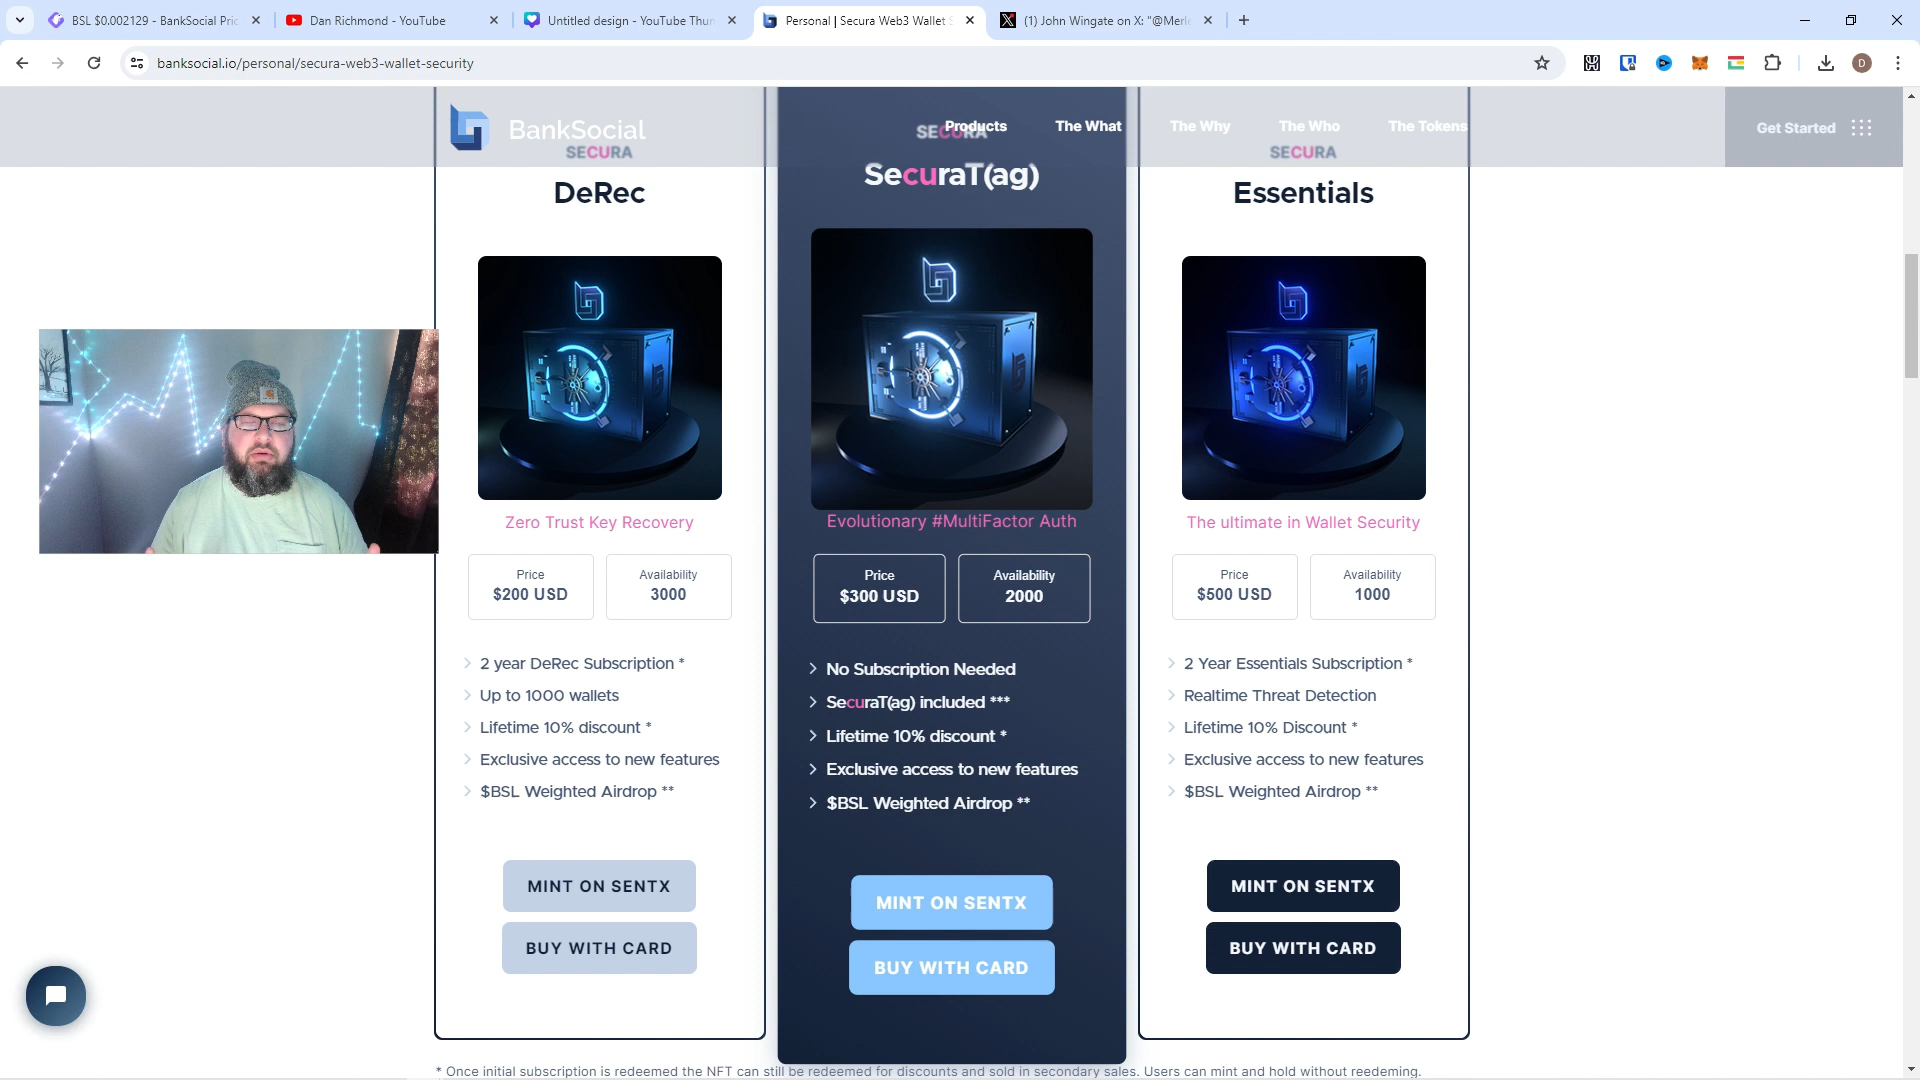 BSL $0.002129 - BankSocial Pric
Dan Richmond - YouTube
Untitled design - YouTube Thun
Personal | Secura Web3 Wallet S
(1) John Wingate on X: "@Merle
banksocial.io/personal/secura-web3-wallet-security
D
BankSocial
Products
The What
The Why
The Who
The Tokens
Get Started
SECURA
DeRec
Zero Trust Key Recovery
Price
$200 USD
Availability
3000
2 year DeRec Subscription *
Up to 1000 wallets
Lifetime 10% discount *
Exclusive access to new features
$BSL Weighted Airdrop **
MINT ON SENTX
BUY WITH CARD
SECURA
SecuraT(ag)
Evolutionary #MultiFactor Auth
Price
$300 USD
Availability
2000
No Subscription Needed
SecuraT(ag) included ***
Lifetime 10% discount *
Exclusive access to new features
$BSL Weighted Airdrop **
MINT ON SENTX
BUY WITH CARD
SECURA
Essentials
The ultimate in Wallet Security
Price
$500 USD
Availability
1000
2 Year Essentials Subscription *
Realtime Threat Detection
Lifetime 10% Discount *
Exclusive access to new features
$BSL Weighted Airdrop **
MINT ON SENTX
BUY WITH CARD
* Once initial subscription is redeemed the NFT can still be redeemed for discounts and sold in secondary sales. Users can mint and hold without redeeming.